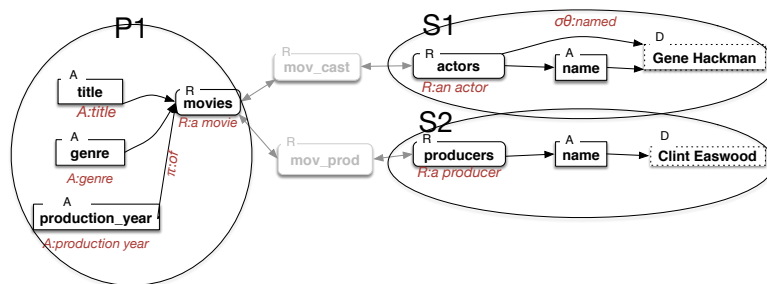 P1
S1
σθ:named
A
title
A:title
R
movies
R:a movie
R
mov_cast
R
actors
R:an actor
A
name
D
Gene Hackman
A
genre
A:genre
π:of
R
mov_prod
S2
R
producers
R:a producer
A
name
D
Clint Easwood
A
production_year
A:production year